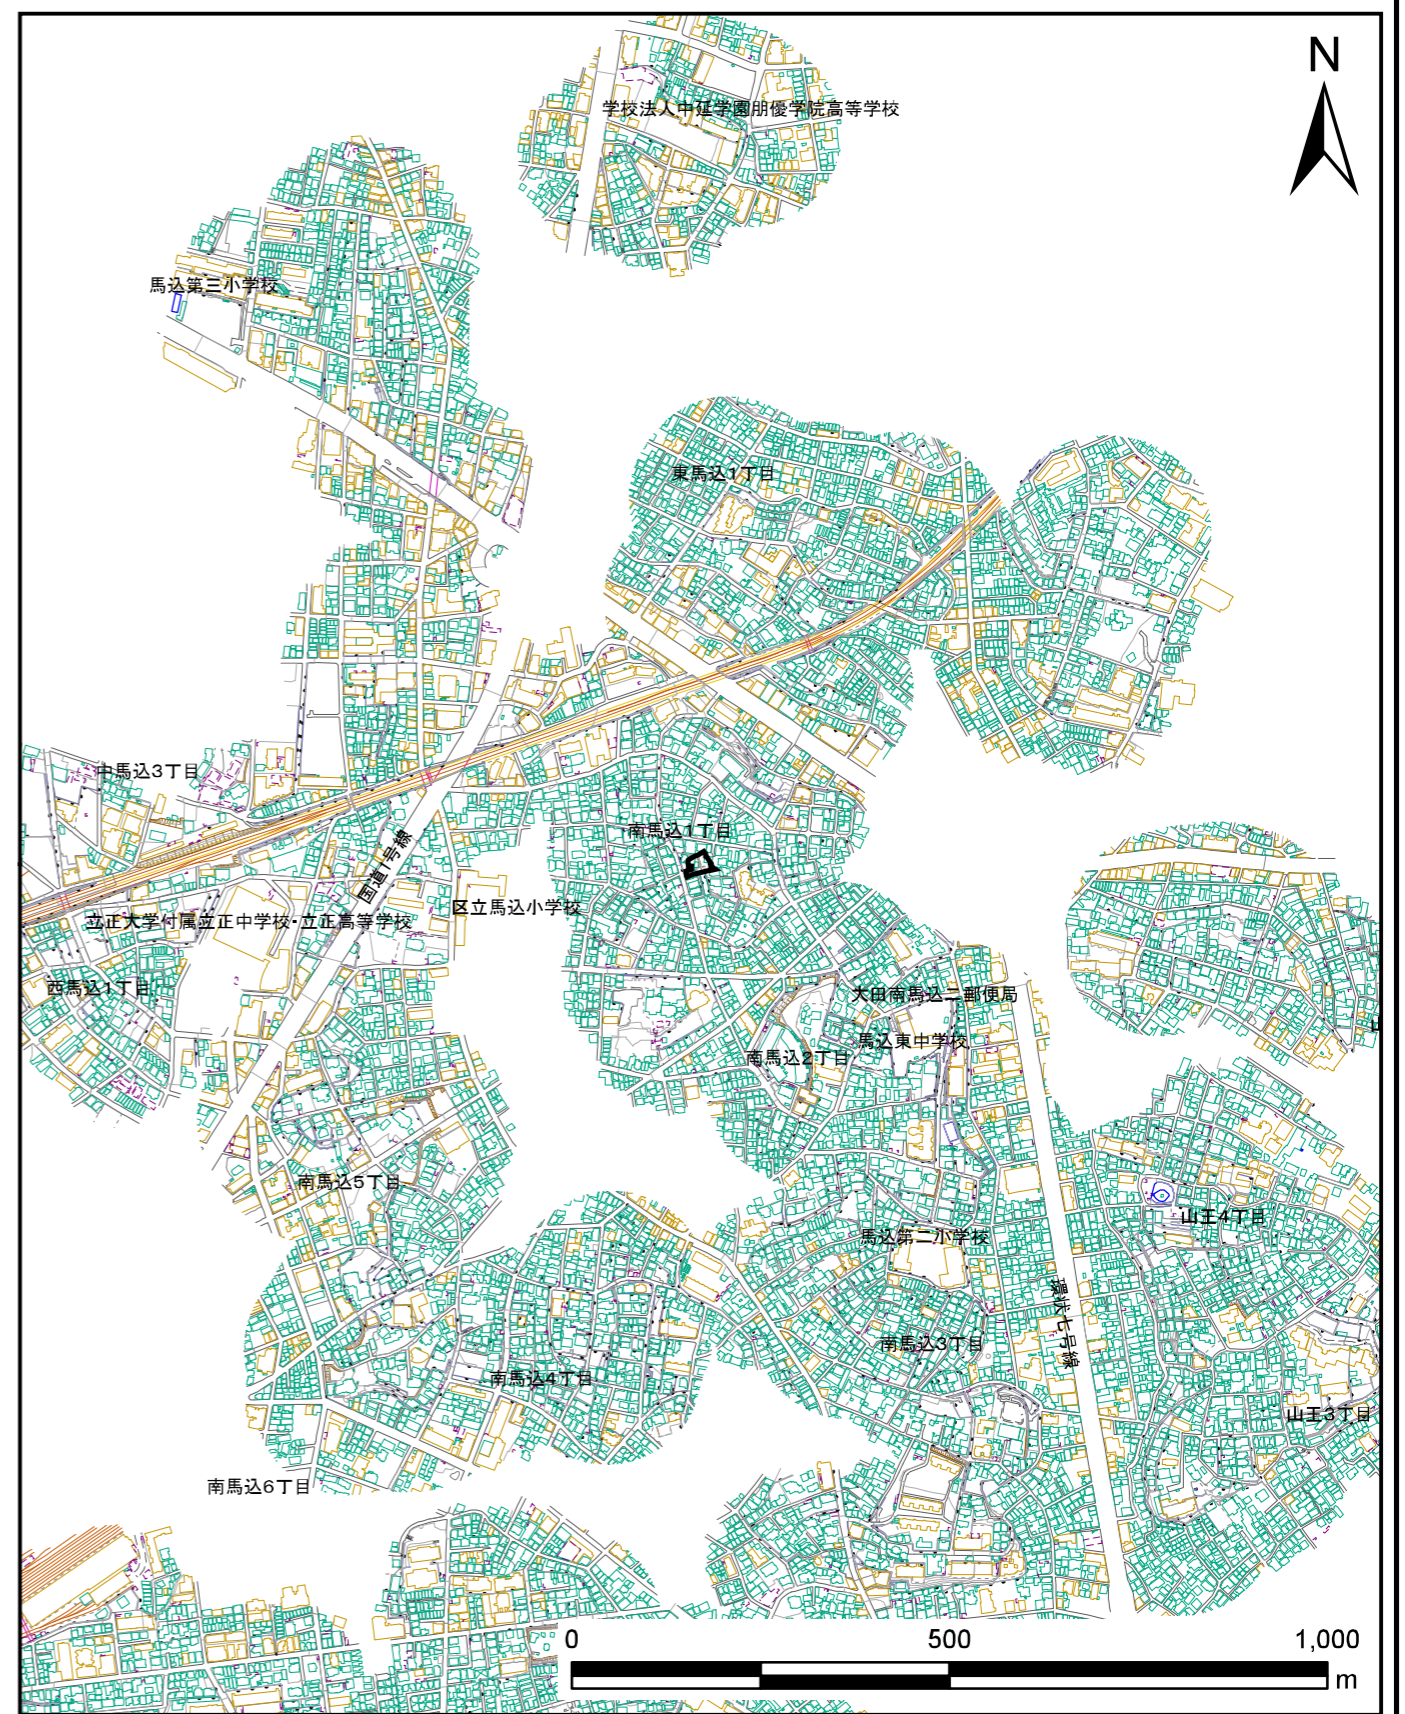 N
学校法人中延学園朋優学院高等学校
馬込第三小学校
東馬込1丁目
中馬込3丁目
南馬込1丁目
国道1号線
区立馬込小学校
立正大学付属立正中学校・立正高等学校
西馬込1丁目
大田南馬込二郵便局
山
馬込東中学校
南馬込2丁目
南馬込5丁目
山王4丁目
馬込第二小学校
環状七号線
南馬込3丁目
南馬込4丁目
山王3丁目
南馬込6丁目
0 500 1,000
m